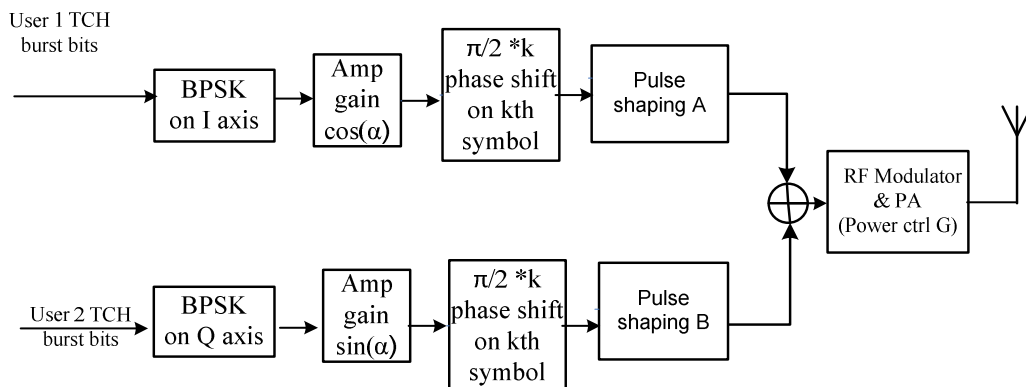 User 1 TCH
burst bits
BPSK
on I axis
Amp
gain
cos(α)
π/2 *k
phase shift
on kth
symbol
Pulse
shaping A
RF Modulator
& PA
(Power ctrl G)
User 2 TCH
burst bits
BPSK
on Q axis
Amp
gain
sin(α)
π/2 *k
phase shift
on kth
symbol
Pulse
shaping B